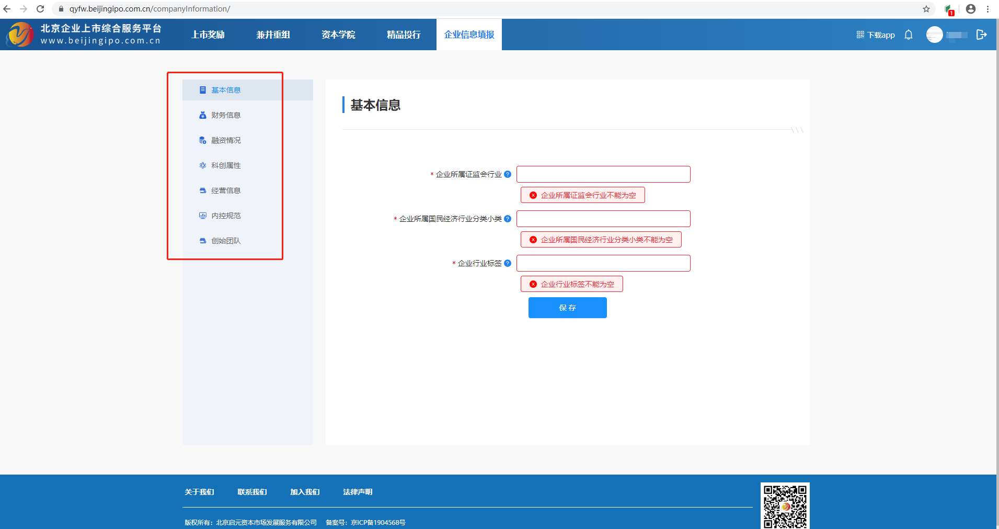 qyfw.beijingipo.com.cn/companyInformation/
1
北京企业上市综合服务平台
www.beijingipo.com.cn
上市奖励
兼并重组
资本学院
精品投行
企业信息填报
下载app
基本信息
财务信息
融资情况
科创属性
经营信息
内控规范
创始团队
基本信息
* 企业所属证监会行业 ?
企业所属证监会行业不能为空
* 企业所属国民经济行业分类小类 ?
企业所属国民经济行业分类小类不能为空
* 企业行业标签 ?
企业行业标签不能为空
保 存
关于我们 联系我们 加入我们 法律声明
版权所有：北京启元资本市场发展服务有限公司 备案号：京ICP备1904568号